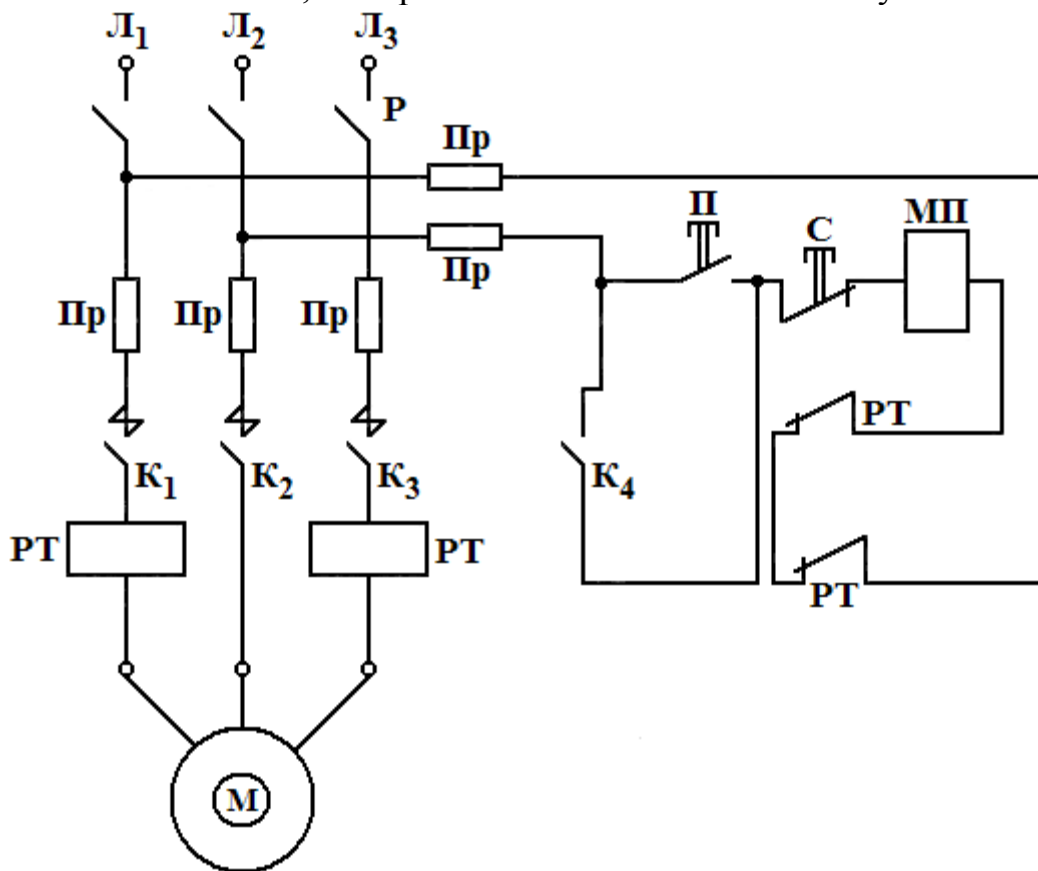 Л1 Л2 Л3
Р
Пр
П
С
МП
Пр
Пр Пр Пр
РТ
К1 К2 К3 К4
РТ РТ
РТ
М